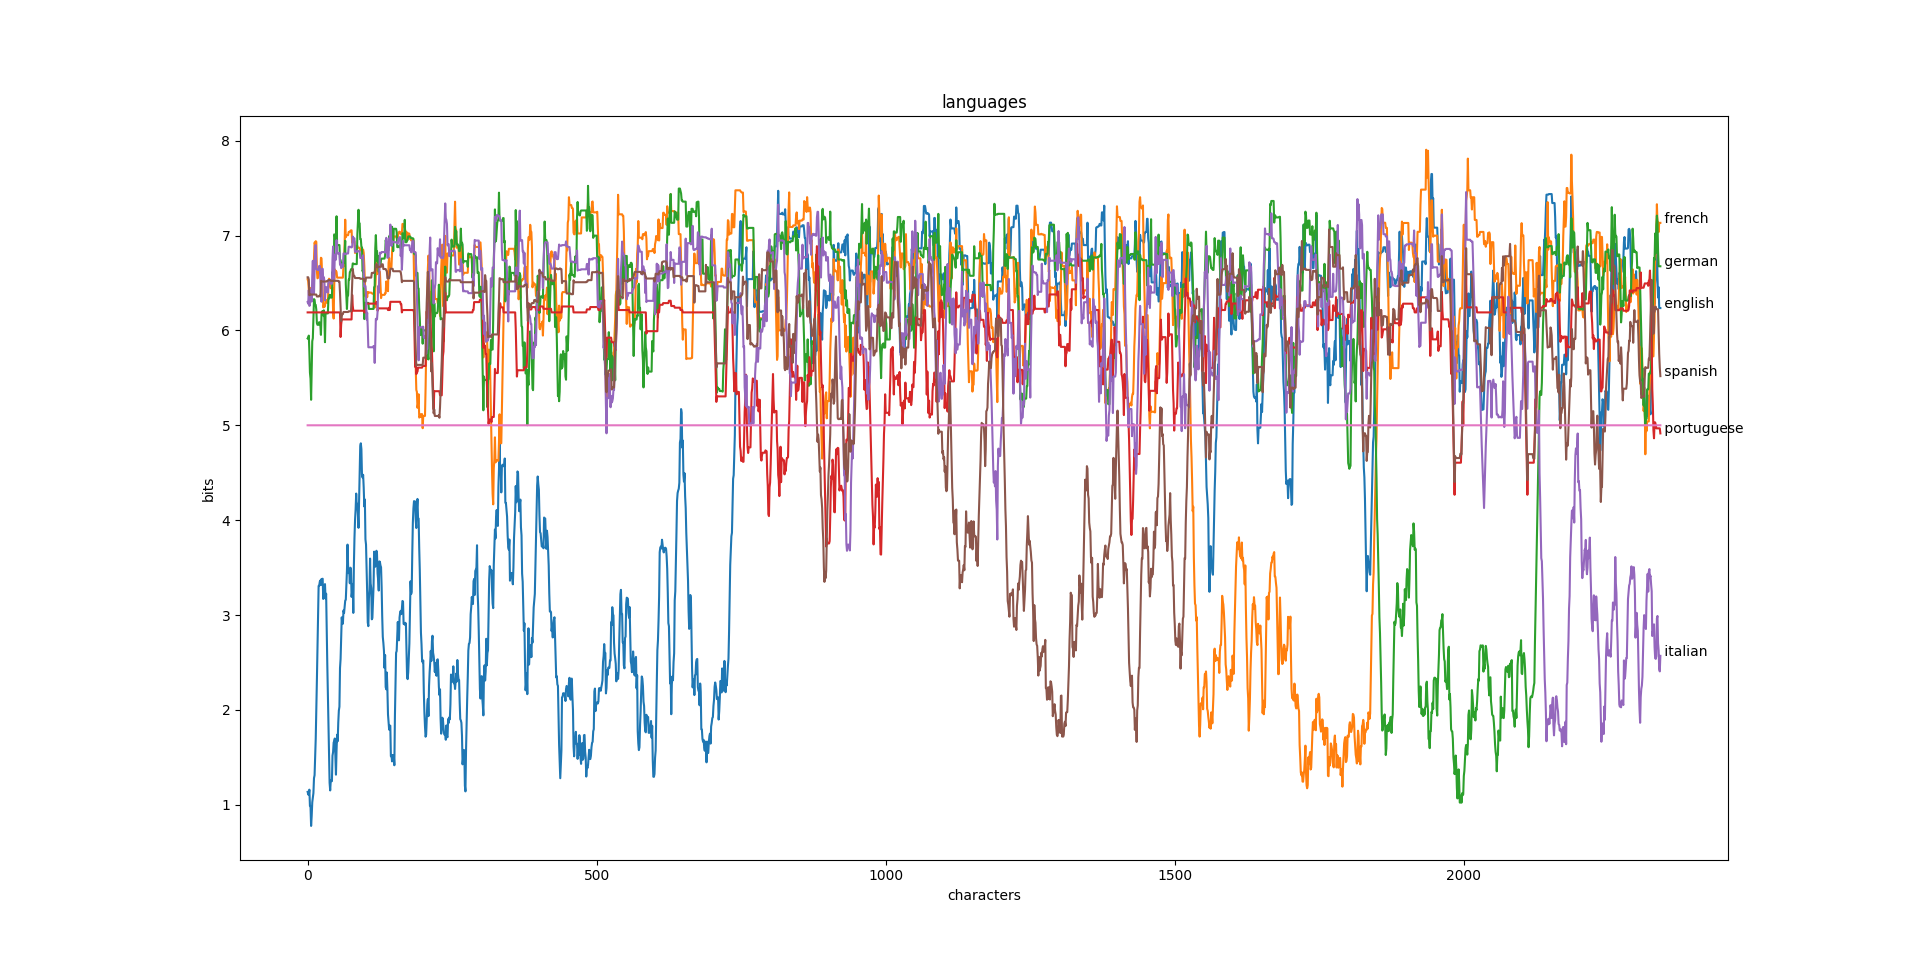 languages
8
7
6
5
4
3
2
1
bits
french
german
english
spanish
portuguese
italian
0 500 1000 1500 2000
characters